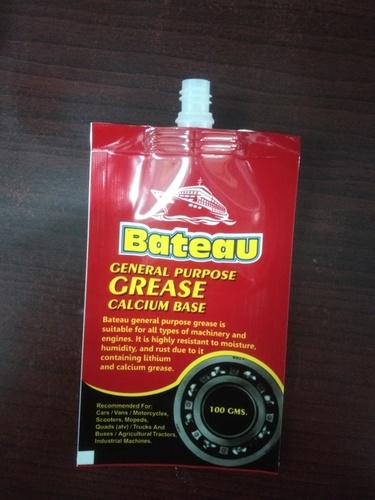 Bateau
GENERAL PURPOSE
GREASE
CALCIUM BASE
Bateau general purpose grease is
suitable for all types of machinery and
engines. It is highly resistant to moisture,
humidity, and rust due to it
containing lithium
and calcium grease.
100 GMS.
Recommended For:
Cars / Vans / Motorcycles,
Scooters, Mopeds,
Quads (atv) / Trucks And
Buses / Agricultural Tractors,
Industrial Machines.